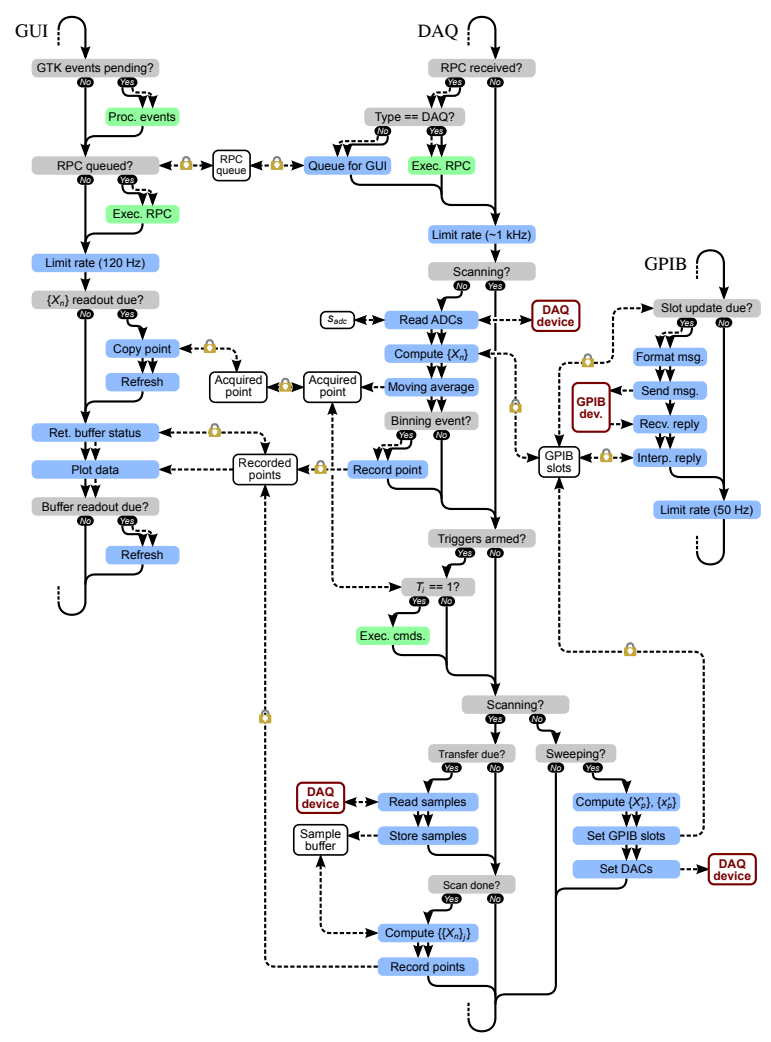 GUI
GTK events pending?
No
Yes
Proc. events
RPC queued?
No
Yes
Exec. RPC
Limit rate (120 Hz)
{Xn} readout due?
No
Yes
Copy point
Refresh
Ret. buffer status
Plot data
Buffer readout due?
No
Yes
Refresh
RPC
queue
Acquired
point
Acquired
point
Recorded
points
DAQ
RPC received?
Yes
No
Type == DAQ?
No
Yes
Queue for GUI
Exec. RPC
Limit rate (~1 kHz)
Scanning?
No
Yes
sadc
Read ADCs
DAQ
device
Compute {Xn}
Moving average
Binning event?
Yes
No
Record point
Triggers armed?
Yes
No
Ti == 1?
Yes
No
Exec. cmds.
Scanning?
Yes
No
Transfer due?
Yes
No
DAQ
device
Read samples
Sample
buffer
Store samples
Scan done?
Yes
No
Compute {{Xn}j}
Record points
Sweeping?
No
Yes
Compute {X′p}, {x′p}
Set GPIB slots
Set DACs
DAQ
device
GPIB
Slot update due?
Yes
No
Format msg.
Send msg.
GPIB
dev.
Recv. reply
Interp. reply
GPIB
slots
Limit rate (50 Hz)